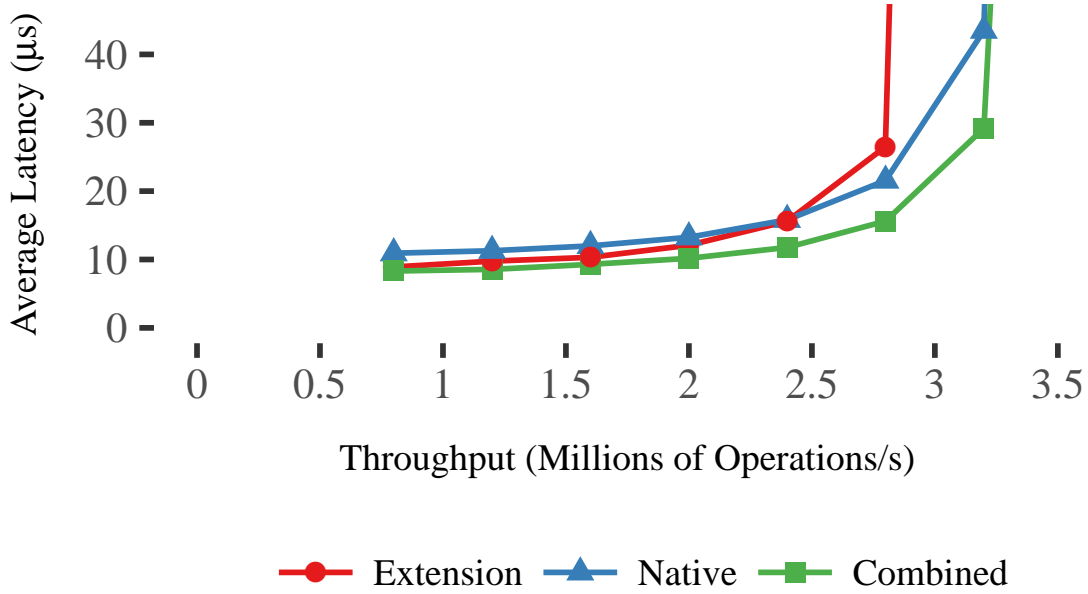 Average Latency (μs)
40
30
20
10
0
0 0.5 1 1.5 2 2.5 3 3.5
Throughput (Millions of Operations/s)
Extension Native Combined